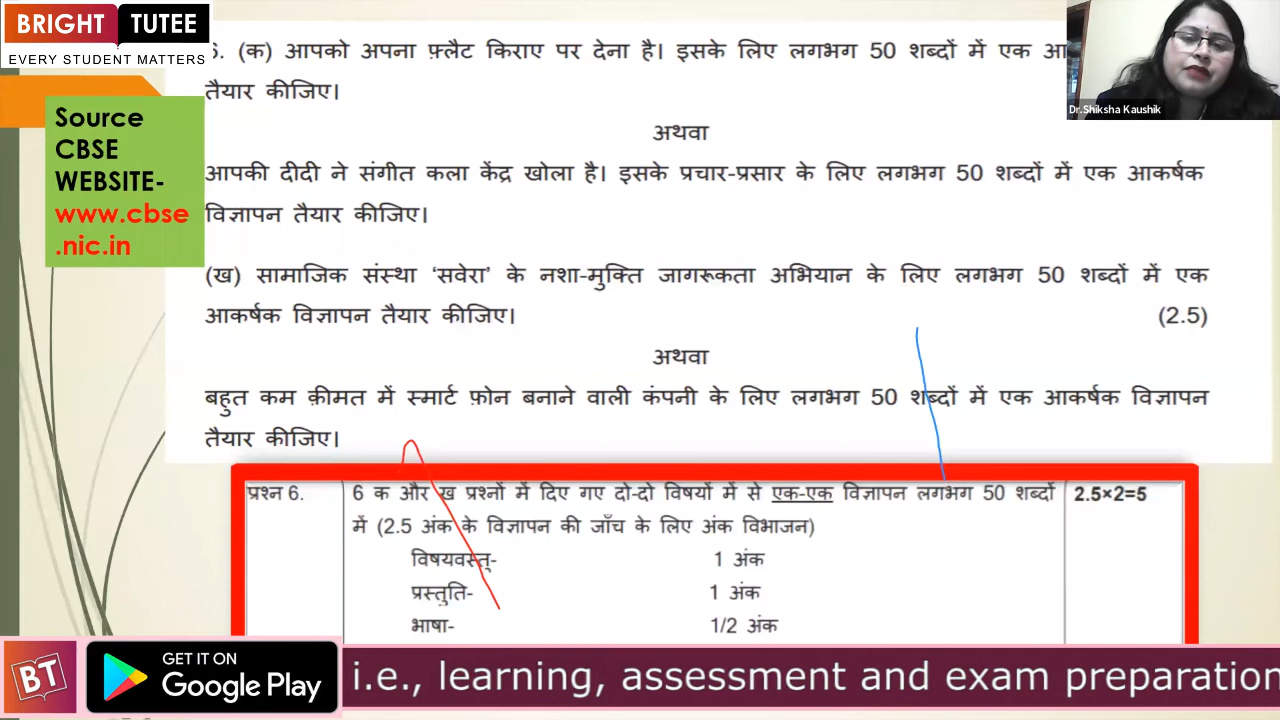 BRIGHT TUTEE
EVERY STUDENT MATTERS
Source
CBSE
WEBSITE-
www.cbse
.nic.in
Dr.Shiksha Kaushik
6. (क) आपको अपना फ़्लैट किराए पर देना है। इसके लिए लगभग 50 शब्दों में एक
तैयार कीजिए।
अथवा
आपकी दीदी ने संगीत कला केंद्र खोला है। इसके प्रचार-प्रसार के लिए लगभग 50 शब्दों में एक आकर्षक
विज्ञापन तैयार कीजिए।
(ख) सामाजिक संस्था 'सवेरा' के नशा-मुक्ति जागरूकता अभियान के लिए लगभग 50 शब्दों में एक
आकर्षक विज्ञापन तैयार कीजिए। (2.5)
अथवा
बहुत कम क़ीमत में स्मार्ट फ़ोन बनाने वाली कंपनी के लिए लगभग 50 शब्दों में एक आकर्षक विज्ञापन
तैयार कीजिए।
प्रश्न 6. 6 क और ख प्रश्नों में दिए गए दो-दो विषयों में से एक-एक विज्ञापन लगभग 50 शब्दों 2.5×2=5
में (2.5 अंक के विज्ञापन की जाँच के लिए अंक विभाजन)
विषयवस्तु- 1 अंक
प्रस्तुति- 1 अंक
भाषा- 1/2 अंक
BT
GET IT ON
Google Play
i.e., learning, assessment and exam preparation